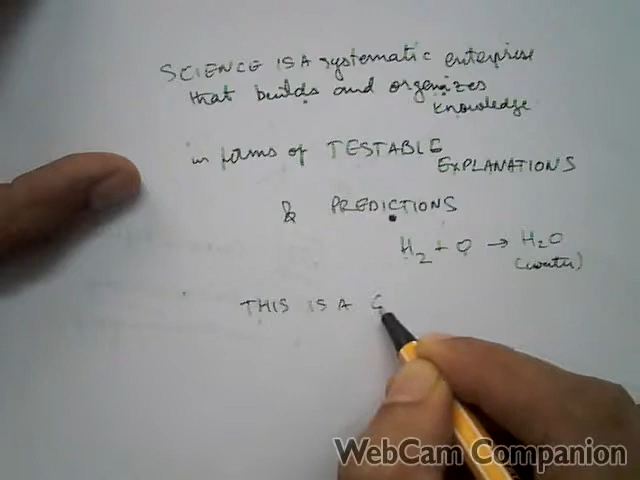 SCIENCE IS A systematic enterprise
that builds and organizes
knowledge
in forms of TESTABLE
EXPLANATIONS
& PREDICTIONS
H2 + O → H2O
(water)
THIS IS A C
WebCam Companion